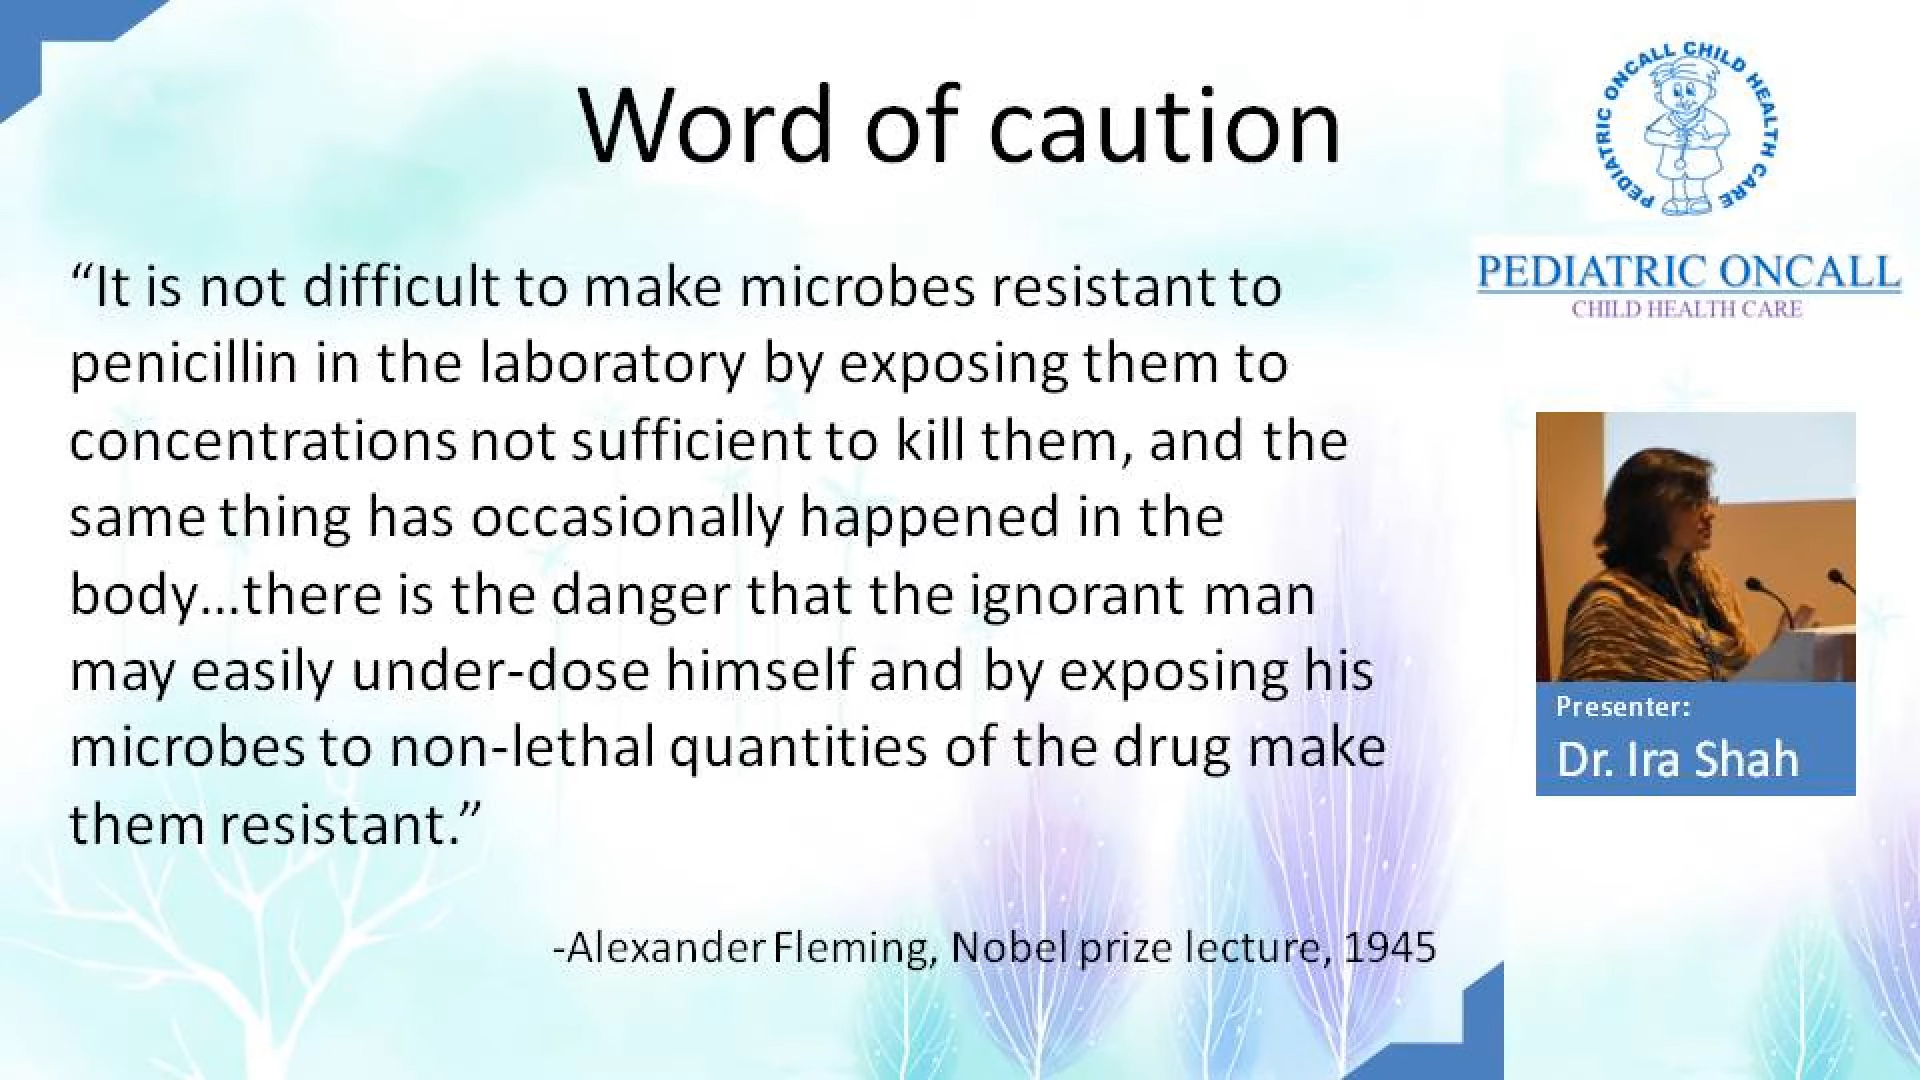 Word of caution
“It is not difficult to make microbes resistant to
penicillin in the laboratory by exposing them to
concentrations not sufficient to kill them, and the
same thing has occasionally happened in the
body...there is the danger that the ignorant man
may easily under-dose himself and by exposing his
microbes to non-lethal quantities of the drug make
them resistant.”
-Alexander Fleming, Nobel prize lecture, 1945
PEDIATRIC ONCALL CHILD HEALTH CARE
PEDIATRIC ONCALL
CHILD HEALTH CARE
Presenter:
Dr. Ira Shah